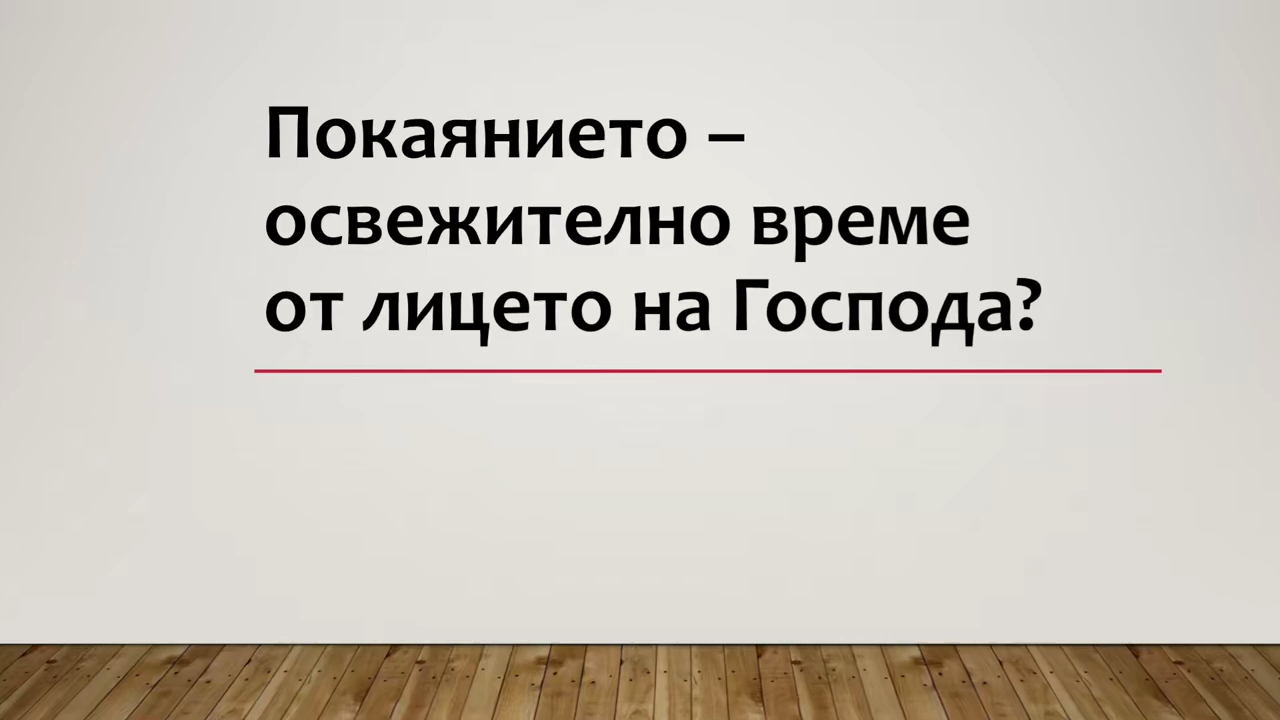 Покаянието –
освежително време
от лицето на Господа?